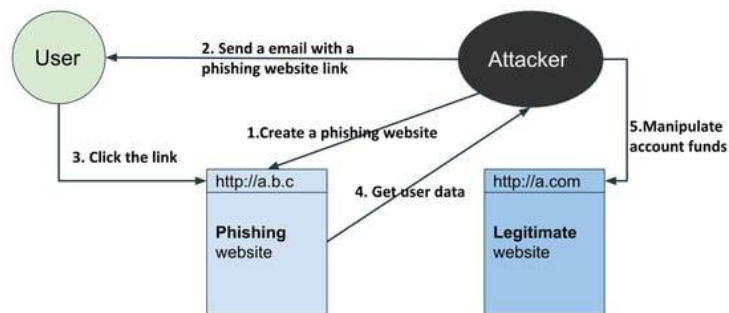 User
2. Send a email with a
phishing website link
Attacker
1.Create a phishing website
5.Manipulate
account funds
3. Click the link
4. Get user data
http://a.b.c
Phishing
website
http://a.com
Legitimate
website